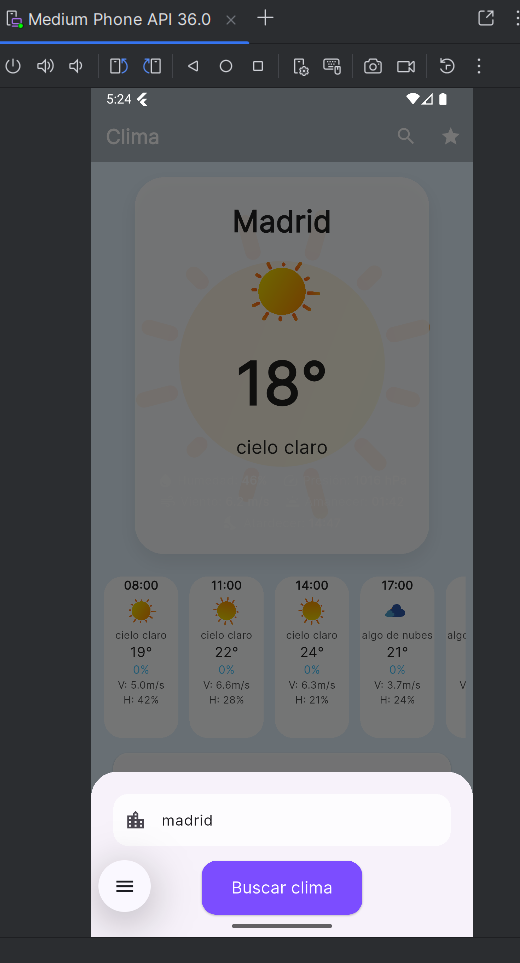 Medium Phone API 36.0
5:24
Clima
Madrid
18°
cielo claro
08:00 11:00 14:00 17:00
cielo claro cielo claro cielo claro algo de nubes algo
19° 22° 24° 21°
0% 0% 0% 0%
V: 5.0m/s V: 6.6m/s V: 6.3m/s V: 3.7m/s V
H: 42% H: 28% H: 21% H: 24%
madrid
Buscar clima